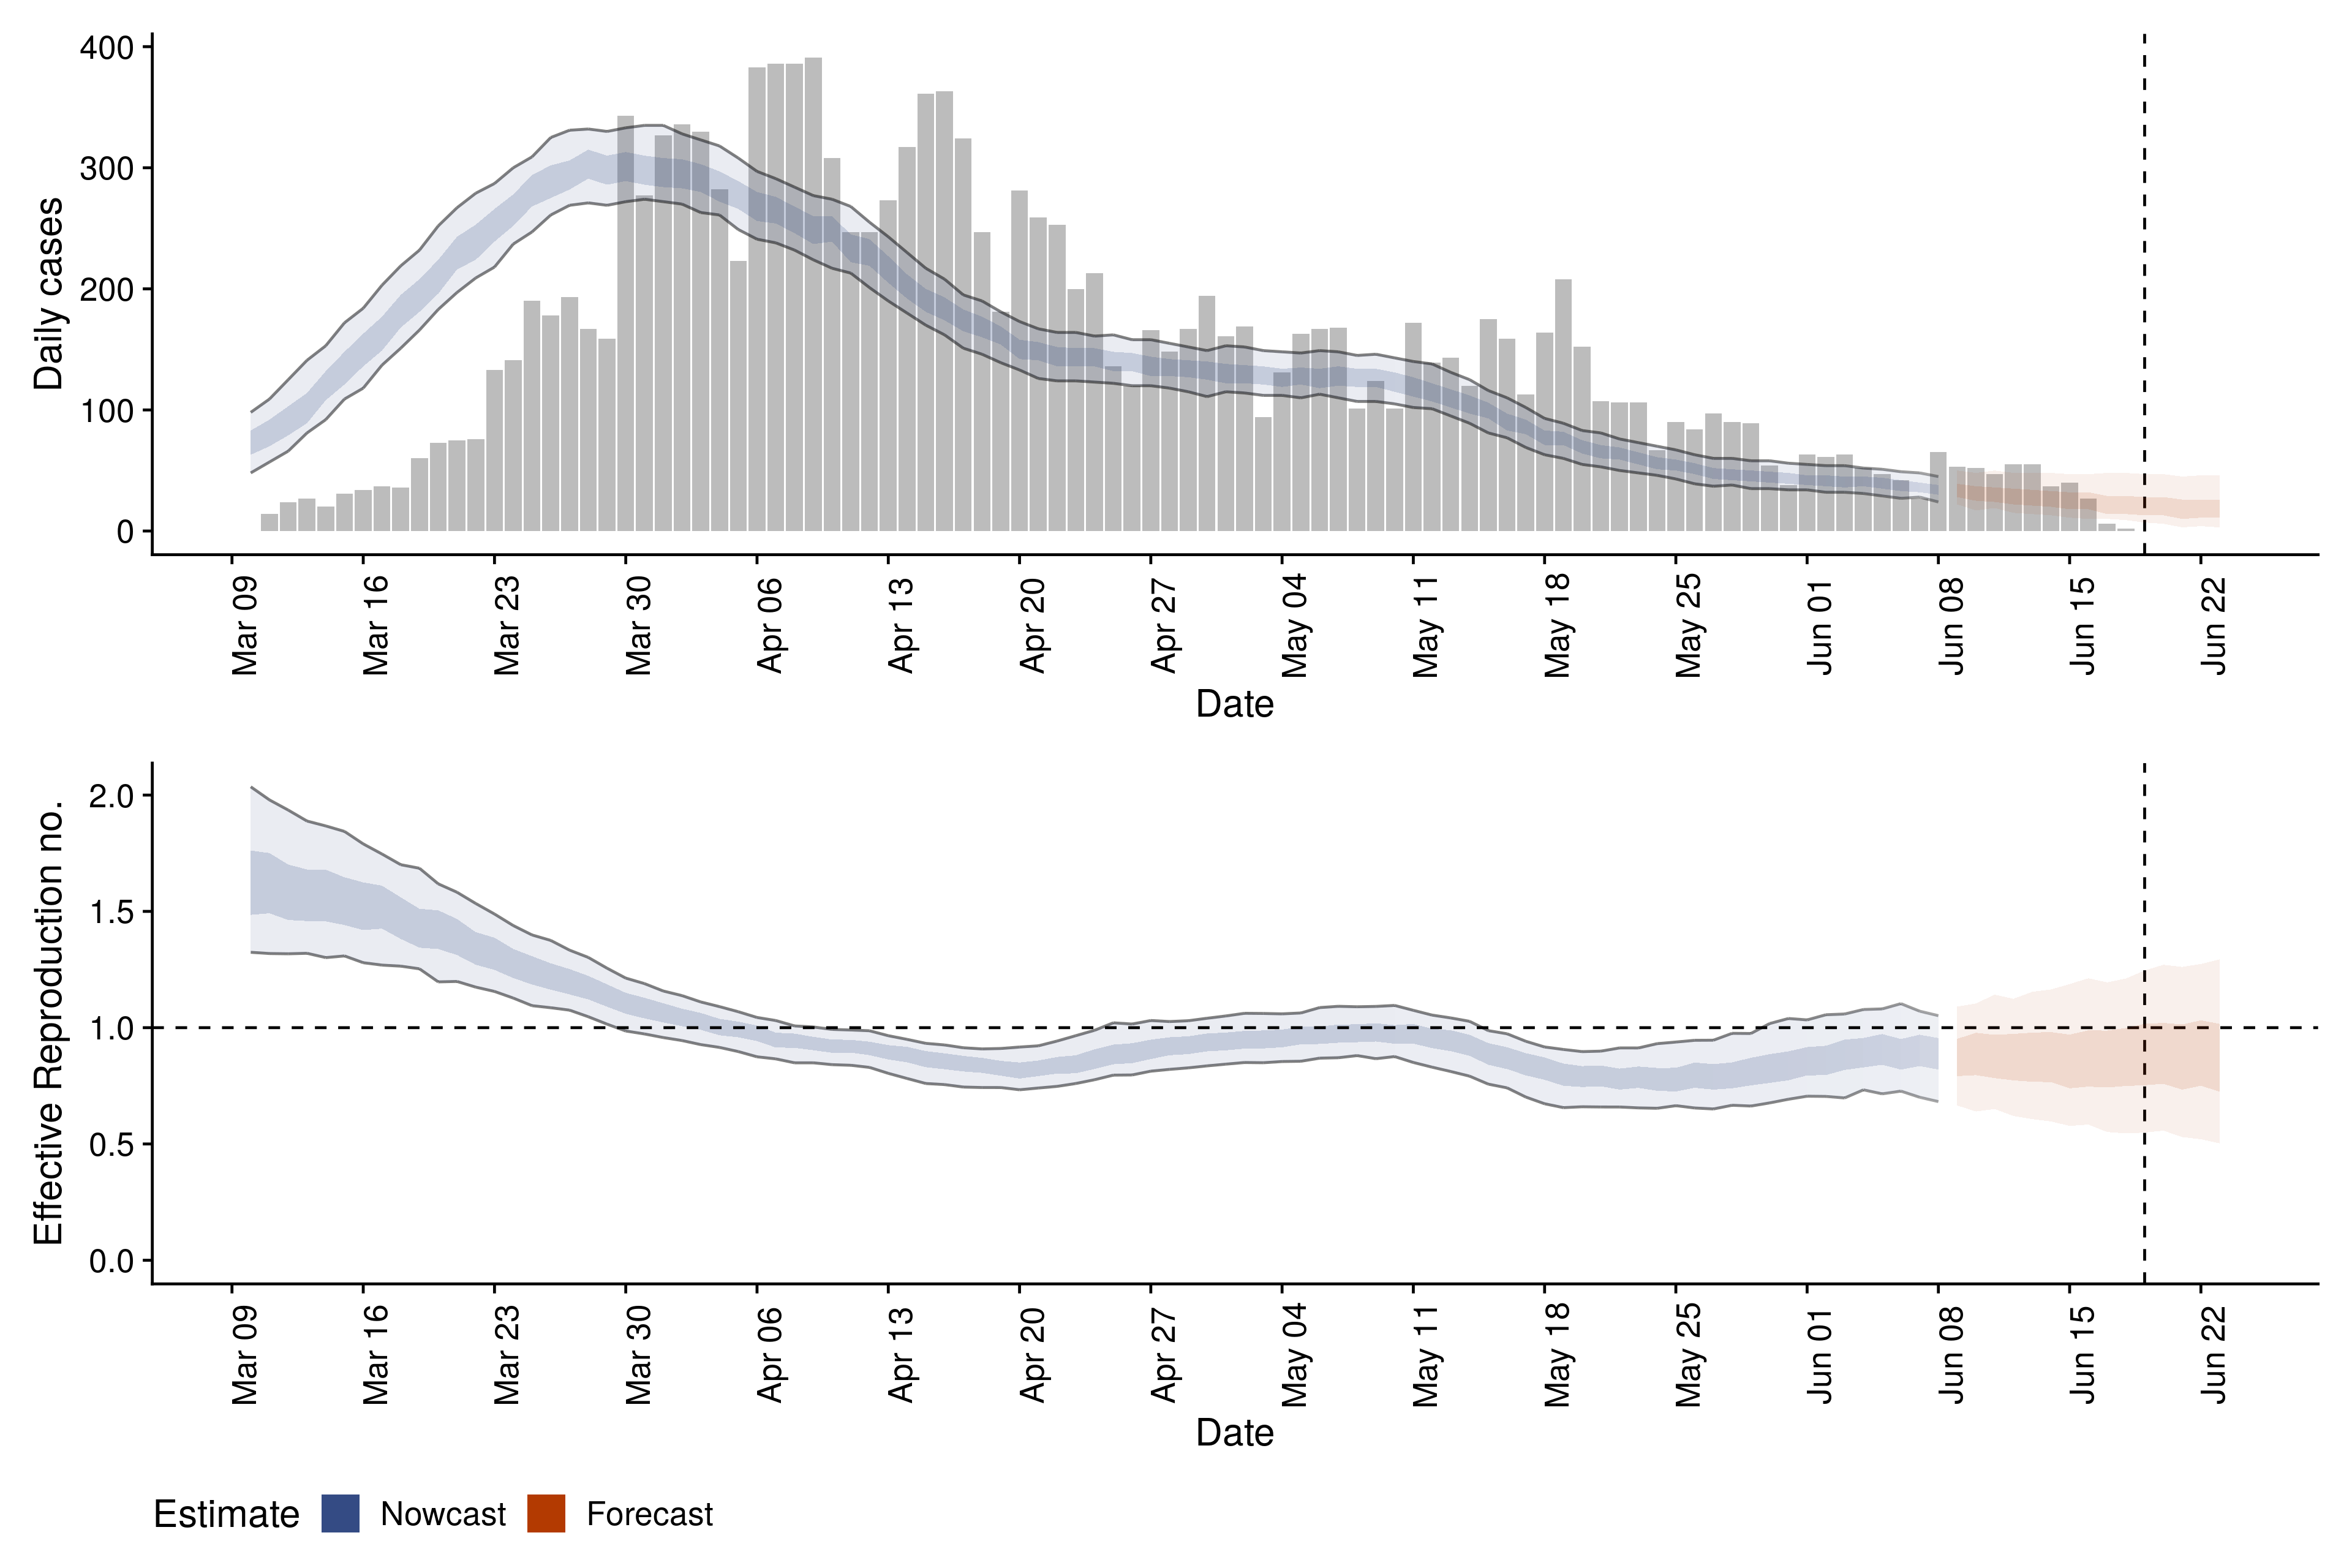 Daily cases
400
300
200
100
0
Mar 09 Mar 16 Mar 23 Mar 30 Apr 06 Apr 13 Apr 20 Apr 27 May 04 May 11 May 18 May 25 Jun 01 Jun 08 Jun 15 Jun 22
Date
Effective Reproduction no.
2.0
1.5
1.0
0.5
0.0
Mar 09 Mar 16 Mar 23 Mar 30 Apr 06 Apr 13 Apr 20 Apr 27 May 04 May 11 May 18 May 25 Jun 01 Jun 08 Jun 15 Jun 22
Date
Estimate Nowcast Forecast